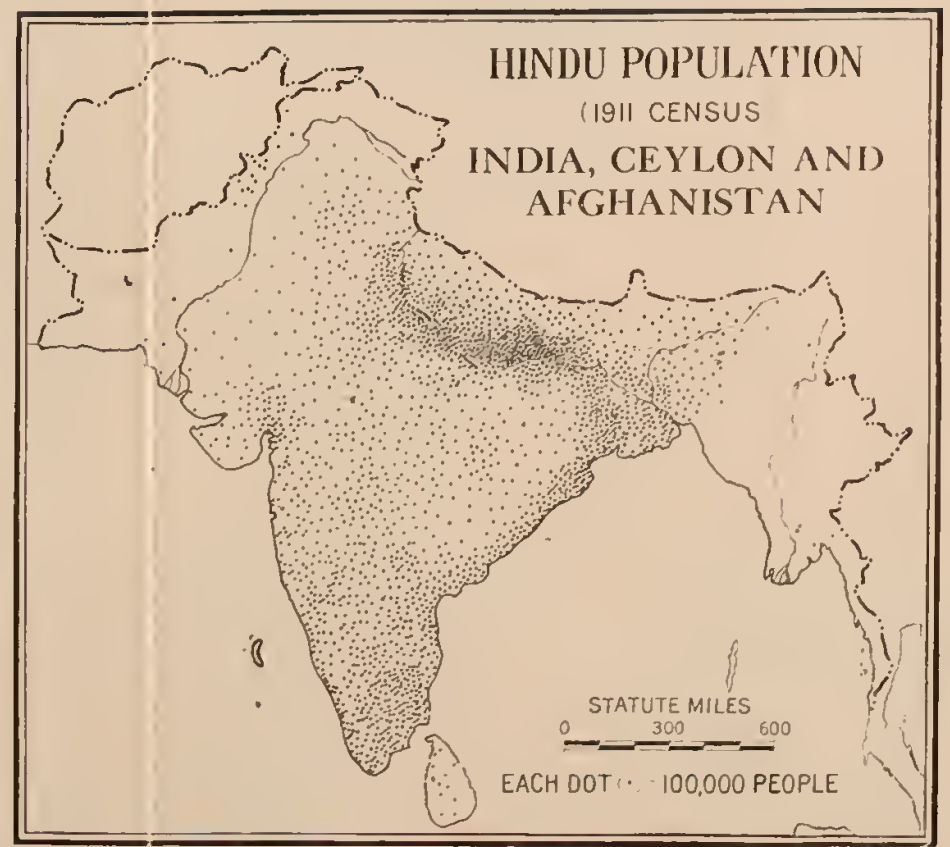 HINDU POPULATION
(1911 CENSUS
INDIA, CEYLON AND
AFGHANISTAN
STATUTE MILES
0 300 600
EACH DOT (·) = 100,000 PEOPLE